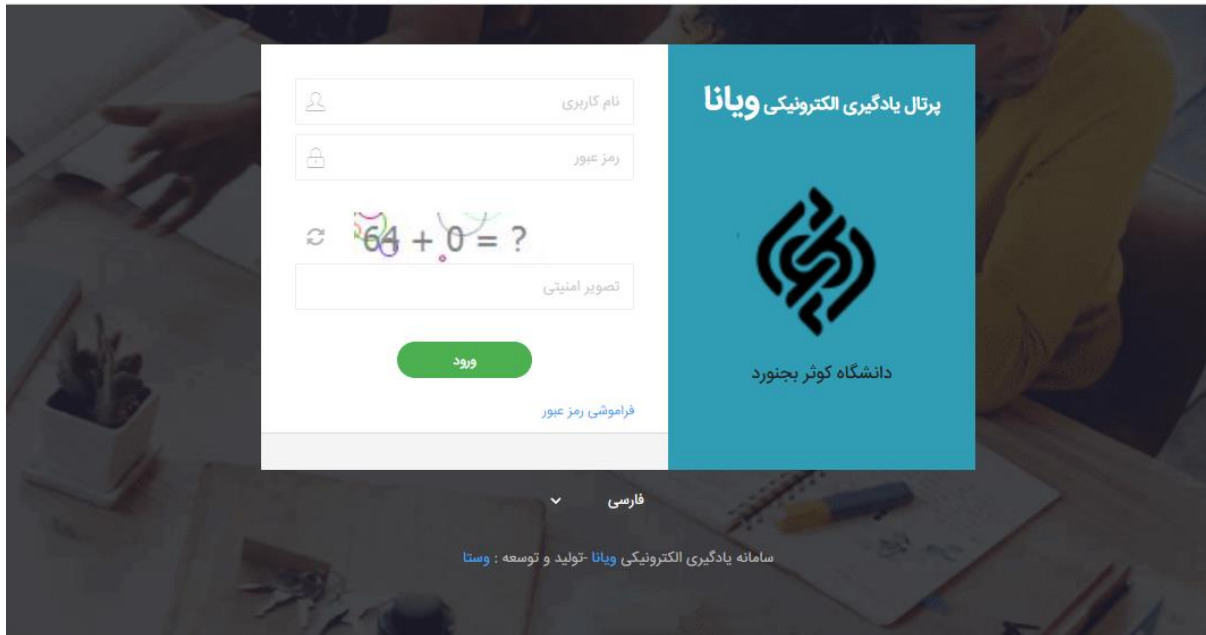 پرتال یادگیری الکترونیکی ویانا
دانشگاه کوثر بجنورد
نام کاربری
رمز عبور
64 + 0 = ?
تصویر امنیتی
ورود
فراموشی رمز عبور
فارسی
سامانه یادگیری الکترونیکی ویانا -تولید و توسعه : وستا